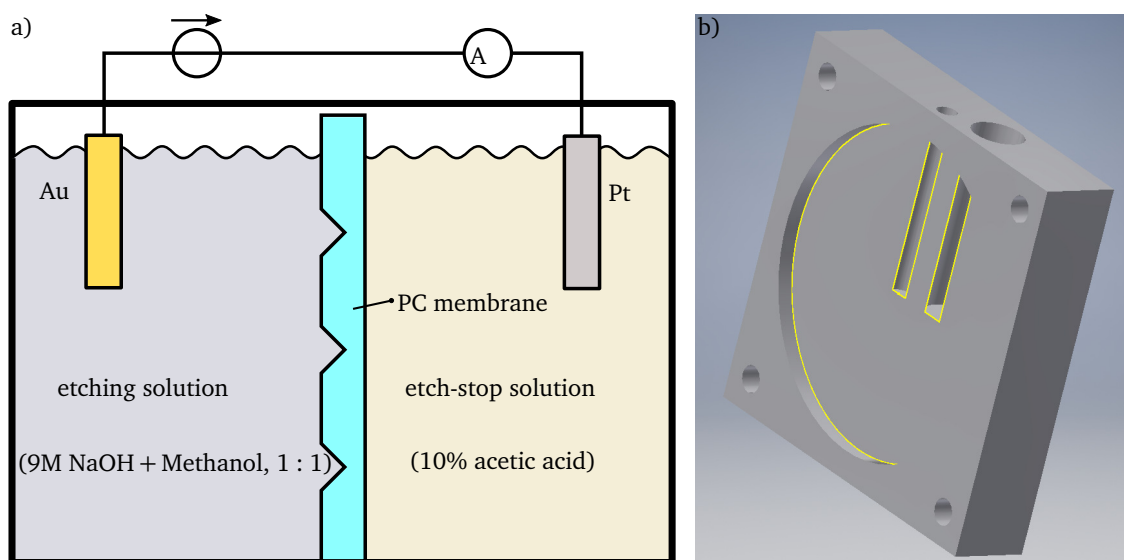 a)
A
Au
Pt
PC membrane
etching solution
etch-stop solution
(9M NaOH + Methanol, 1 : 1)
(10% acetic acid)
b)